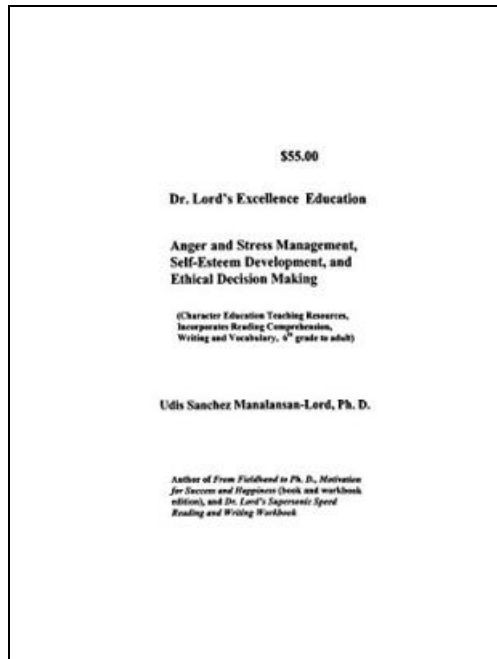 $55.00
Dr. Lord's Excellence Education
Anger and Stress Management,
Self-Esteem Development, and
Ethical Decision Making
(Character Education Teaching Resources,
Incorporates Reading Comprehension,
Writing and Vocabulary, 6th grade to adult)
Udis Sanchez Manalansan-Lord, Ph. D.
Author of From Fieldhand to Ph. D., Motivation
for Success and Happiness (book and workbook
edition), and Dr. Lord's Supersonic Speed
Reading and Writing Workbook